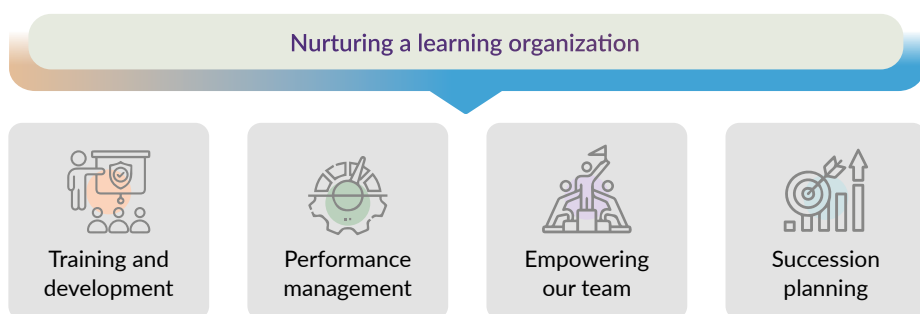 Nurturing a learning organization
Training and
development
Performance
management
Empowering
our team
Succession
planning